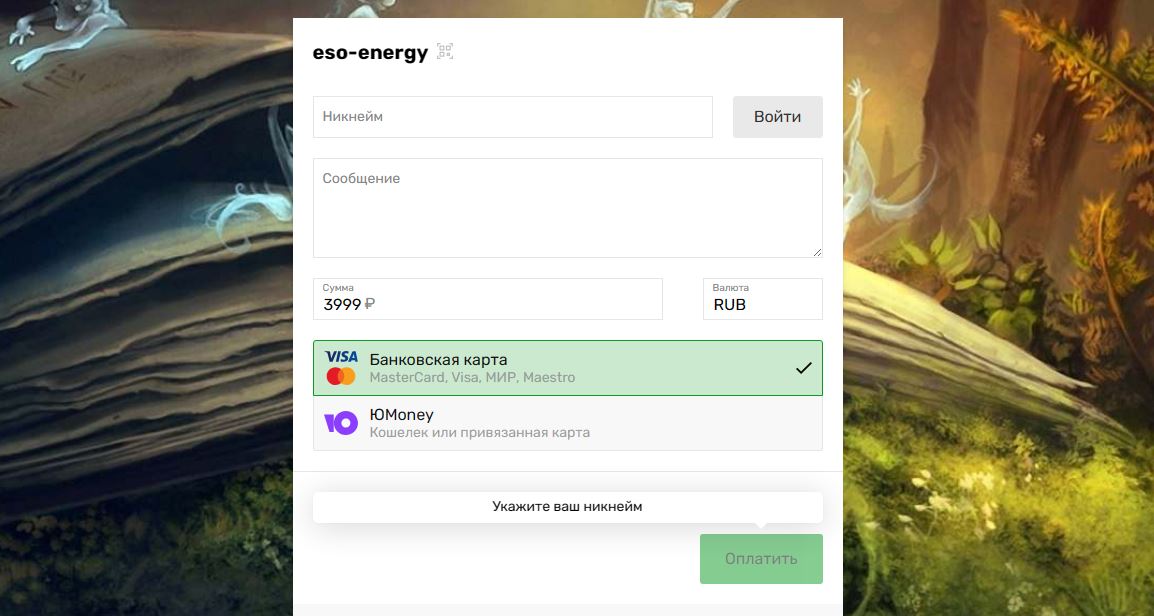 eso-energy
Никнейм
Войти
Сообщение
Сумма
Валюта
3999 ₽
RUB
VISA
Банковская карта
MasterCard, Visa, МИР, Maestro
ЮMoney
Кошелек или привязанная карта
Укажите ваш никнейм
Оплатить